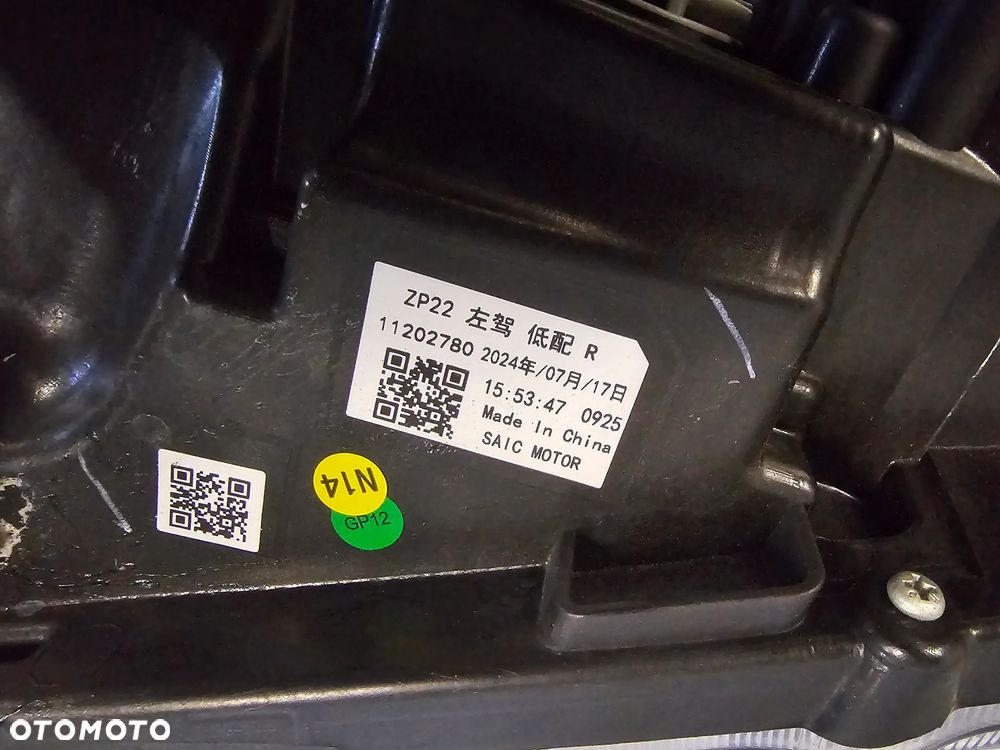 ZP22 左驾 低配 R
11202780 2024年/07月/17日
15:53:47 0925
Made In China
SAIC MOTOR
N14
GP12
OTOMOTO